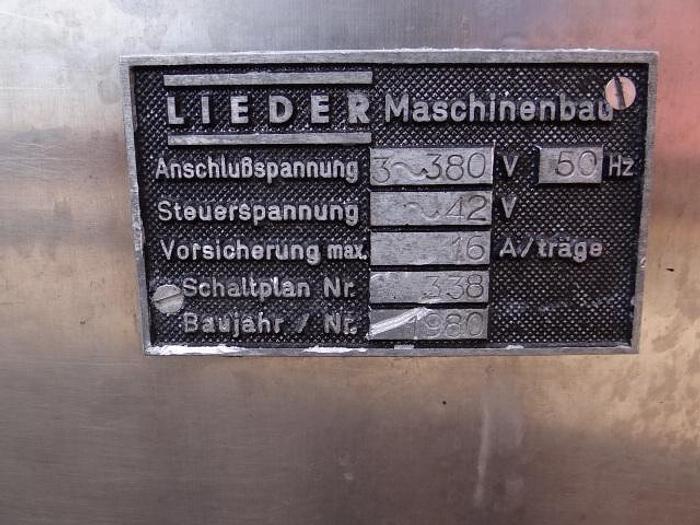 LIEDER Maschinenbau
Anschlußspannung 3~380 V 50 Hz
Steuerspannung ~42 V
Vorsicherung max. 16 A/träge
Schaltplan Nr. 338
Baujahr / Nr. 1980